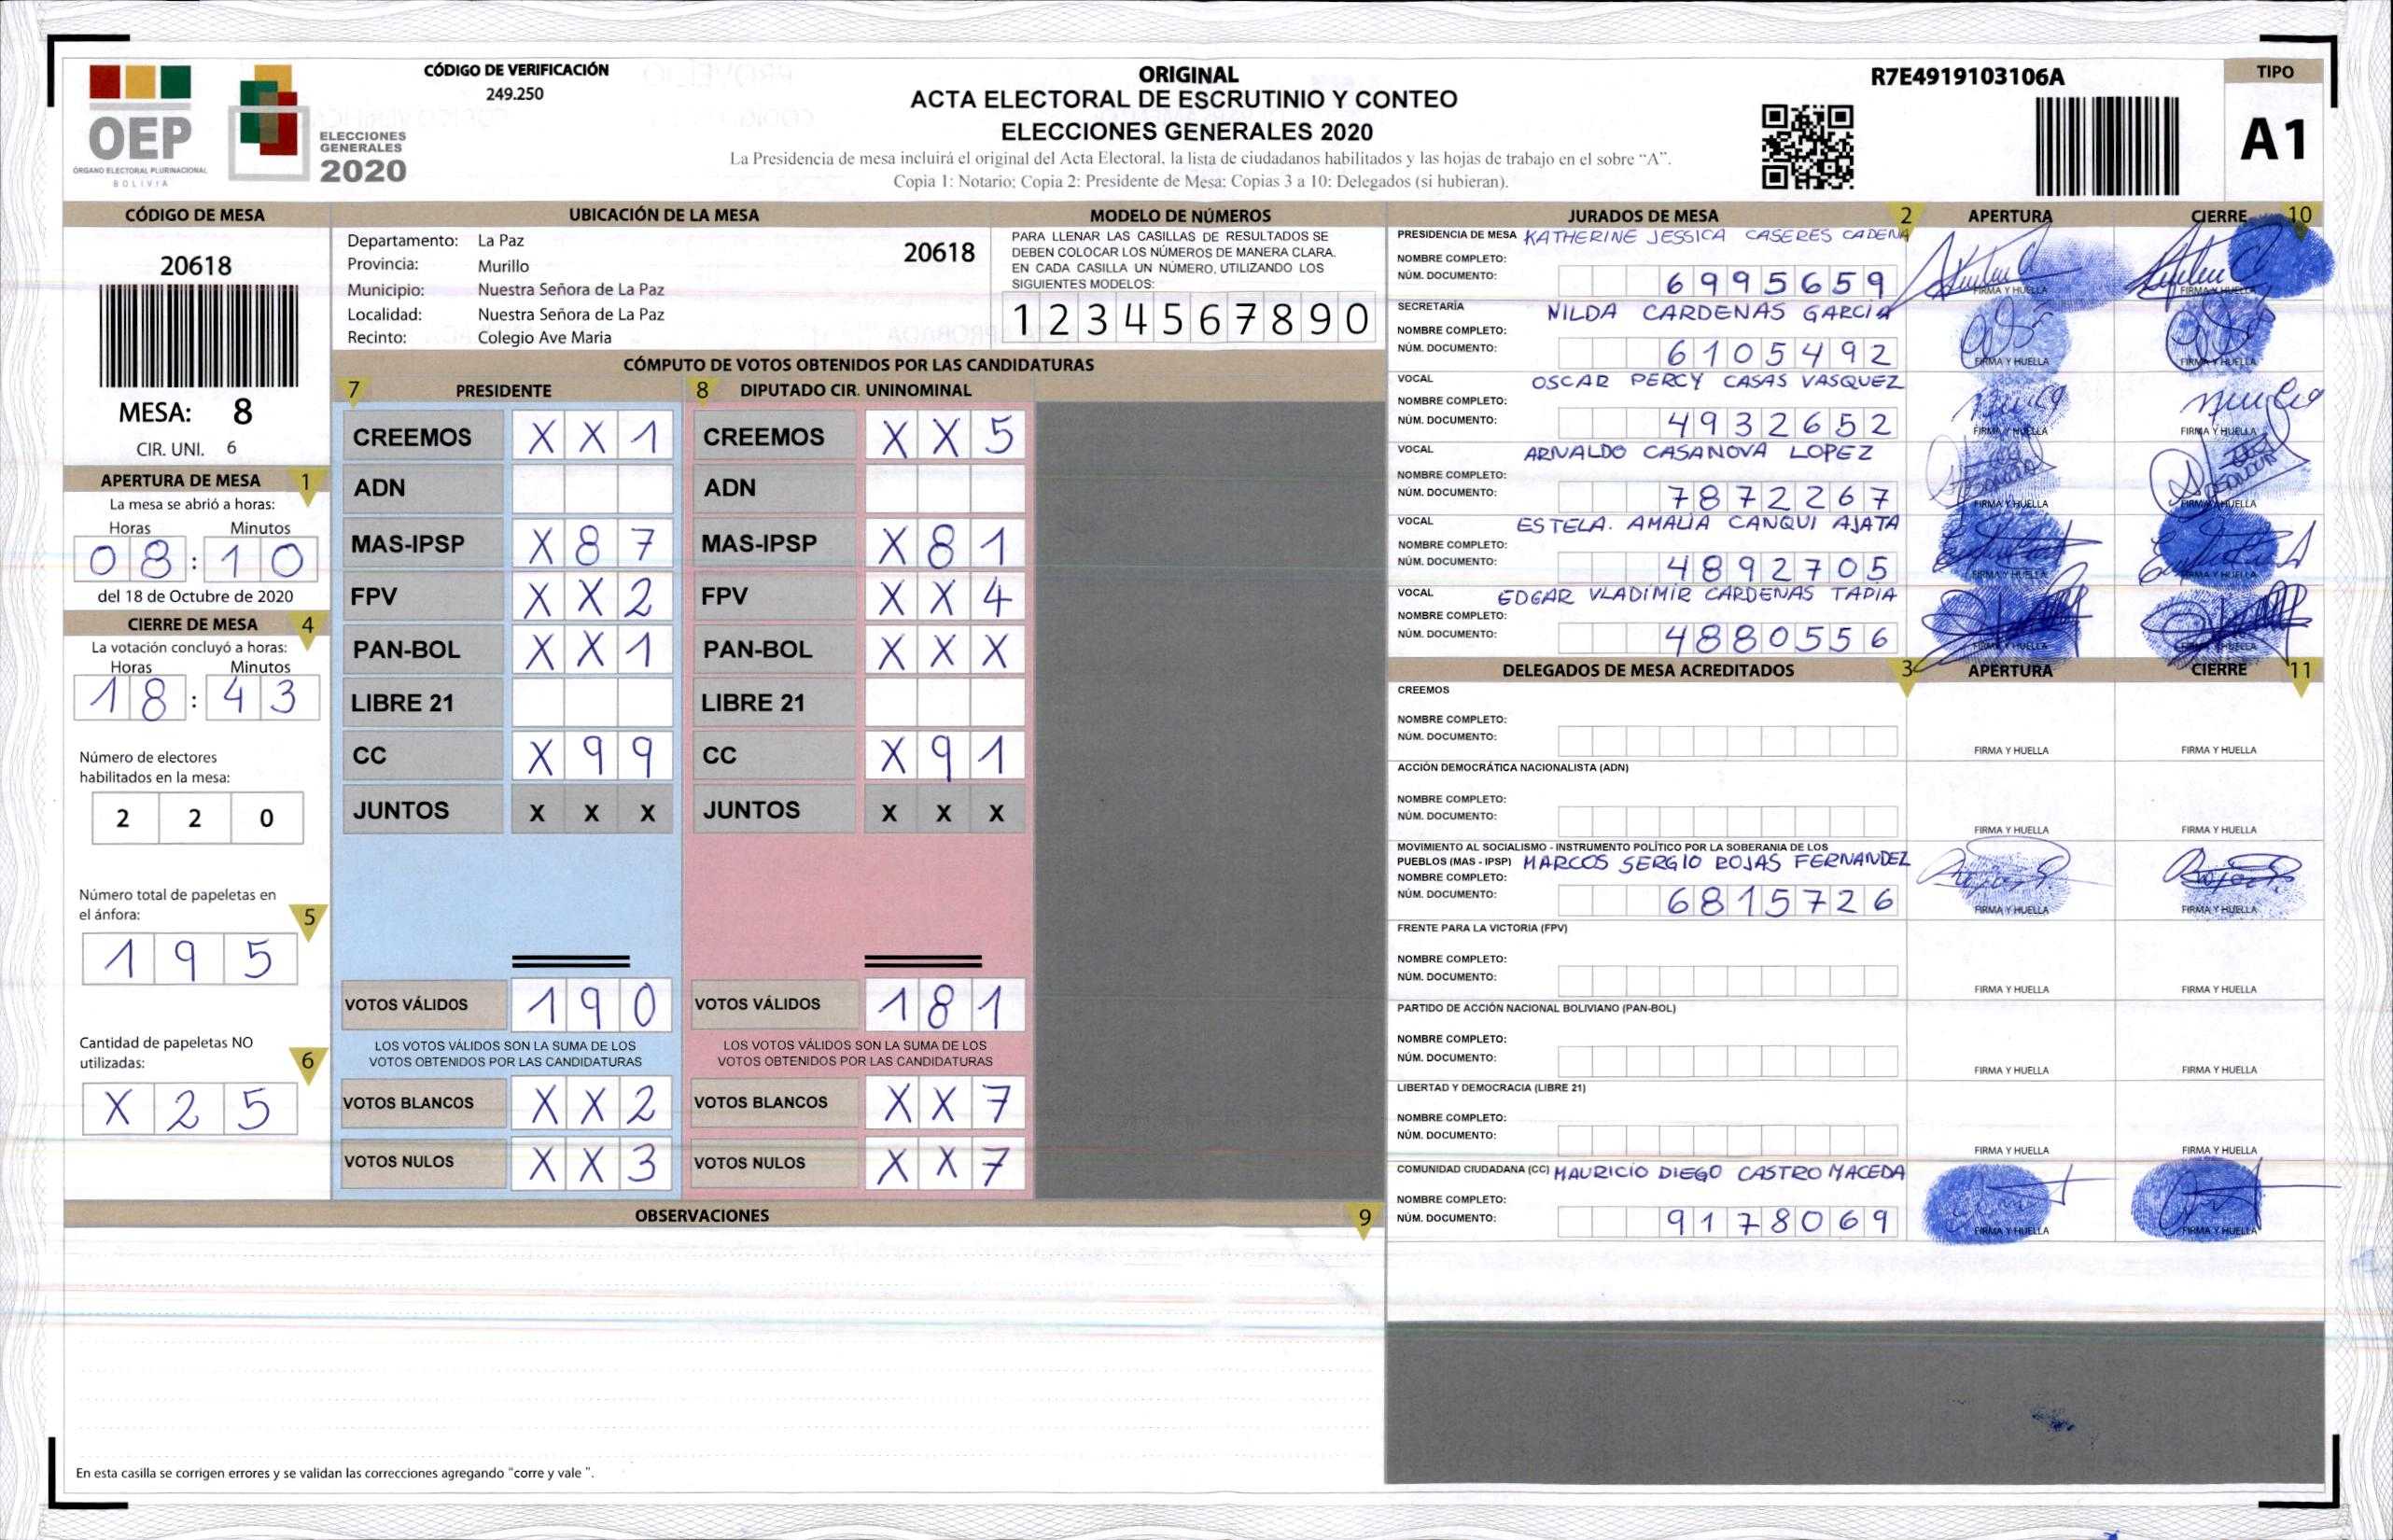 OEP
ÓRGANO ELECTORAL PLURINACIONAL
BOLIVIA
ELECCIONES
GENERALES
2020
CÓDIGO DE VERIFICACIÓN
249.250
ORIGINAL
ACTA ELECTORAL DE ESCRUTINIO Y CONTEO
ELECCIONES GENERALES 2020
La Presidencia de mesa incluirá el original del Acta Electoral, la lista de ciudadanos habilitados y las hojas de trabajo en el sobre “A”.
Copia 1: Notario; Copia 2: Presidente de Mesa; Copias 3 a 10: Delegados (si hubieran).
R7E4919103106A
TIPO
A1
CÓDIGO DE MESA
20618
MESA: 8
CIR. UNI. 6
APERTURA DE MESA 1
La mesa se abrió a horas:
Horas Minutos
08:10
del 18 de Octubre de 2020
CIERRE DE MESA 4
La votación concluyó a horas:
Horas Minutos
18:43
Número de electores
habilitados en la mesa:
2 2 0
Número total de papeletas en
el ánfora: 5
1 9 5
Cantidad de papeletas NO
utilizadas: 6
X 2 5
UBICACIÓN DE LA MESA
Departamento: La Paz 20618
Provincia: Murillo
Municipio: Nuestra Señora de La Paz
Localidad: Nuestra Señora de La Paz
Recinto: Colegio Ave Maria
MODELO DE NÚMEROS
PARA LLENAR LAS CASILLAS DE RESULTADOS SE
DEBEN COLOCAR LOS NÚMEROS DE MANERA CLARA.
EN CADA CASILLA UN NÚMERO, UTILIZANDO LOS
SIGUIENTES MODELOS:
1 2 3 4 5 6 7 8 9 0
CÓMPUTO DE VOTOS OBTENIDOS POR LAS CANDIDATURAS
7 PRESIDENTE
CREEMOS X X 1
ADN
MAS-IPSP X 8 7
FPV X X 2
PAN-BOL X X 1
LIBRE 21
CC X 9 9
JUNTOS X X X
VOTOS VÁLIDOS 1 9 0
LOS VOTOS VÁLIDOS SON LA SUMA DE LOS
VOTOS OBTENIDOS POR LAS CANDIDATURAS
VOTOS BLANCOS X X 2
VOTOS NULOS X X 3
8 DIPUTADO CIR. UNINOMINAL
CREEMOS X X 5
ADN
MAS-IPSP X 8 1
FPV X X 4
PAN-BOL X X X
LIBRE 21
CC X 9 1
JUNTOS X X X
VOTOS VÁLIDOS 1 8 1
LOS VOTOS VÁLIDOS SON LA SUMA DE LOS
VOTOS OBTENIDOS POR LAS CANDIDATURAS
VOTOS BLANCOS X X 7
VOTOS NULOS X X 7
OBSERVACIONES 9
En esta casilla se corrigen errores y se validan las correcciones agregando “corre y vale ”.
JURADOS DE MESA 2 APERTURA CIERRE 10
PRESIDENCIA DE MESA KATHERINE JESSICA CASERES CADENA
NOMBRE COMPLETO:
NÚM. DOCUMENTO: 6995659
FIRMA Y HUELLA FIRMA Y HUELLA
SECRETARÍA NILDA CARDENAS GARCIA
NOMBRE COMPLETO:
NÚM. DOCUMENTO: 6105492
FIRMA Y HUELLA FIRMA Y HUELLA
VOCAL OSCAR PERCY CASAS VASQUEZ
NOMBRE COMPLETO:
NÚM. DOCUMENTO: 4932652
FIRMA Y HUELLA FIRMA Y HUELLA
VOCAL ARNALDO CASANOVA LOPEZ
NOMBRE COMPLETO:
NÚM. DOCUMENTO: 7872267
FIRMA Y HUELLA FIRMA Y HUELLA
VOCAL ESTELA. AMALIA CANQUI AJATA
NOMBRE COMPLETO:
NÚM. DOCUMENTO: 4892705
FIRMA Y HUELLA FIRMA Y HUELLA
VOCAL EDGAR VLADIMIR CARDENAS TAPIA
NOMBRE COMPLETO:
NÚM. DOCUMENTO: 4880556
FIRMA Y HUELLA FIRMA Y HUELLA
DELEGADOS DE MESA ACREDITADOS 3 APERTURA CIERRE 11
CREEMOS
NOMBRE COMPLETO:
NÚM. DOCUMENTO:
FIRMA Y HUELLA FIRMA Y HUELLA
ACCIÓN DEMOCRÁTICA NACIONALISTA (ADN)
NOMBRE COMPLETO:
NÚM. DOCUMENTO:
FIRMA Y HUELLA FIRMA Y HUELLA
MOVIMIENTO AL SOCIALISMO - INSTRUMENTO POLÍTICO POR LA SOBERANIA DE LOS
PUEBLOS (MAS - IPSP) MARCOS SERGIO ROJAS FERNANDEZ
NOMBRE COMPLETO:
NÚM. DOCUMENTO: 6815726
FIRMA Y HUELLA FIRMA Y HUELLA
FRENTE PARA LA VICTORIA (FPV)
NOMBRE COMPLETO:
NÚM. DOCUMENTO:
FIRMA Y HUELLA FIRMA Y HUELLA
PARTIDO DE ACCIÓN NACIONAL BOLIVIANO (PAN-BOL)
NOMBRE COMPLETO:
NÚM. DOCUMENTO:
FIRMA Y HUELLA FIRMA Y HUELLA
LIBERTAD Y DEMOCRACIA (LIBRE 21)
NOMBRE COMPLETO:
NÚM. DOCUMENTO:
FIRMA Y HUELLA FIRMA Y HUELLA
COMUNIDAD CIUDADANA (CC) MAURICIO DIEGO CASTRO MACEDA
NOMBRE COMPLETO:
NÚM. DOCUMENTO: 9178069
FIRMA Y HUELLA FIRMA Y HUELLA